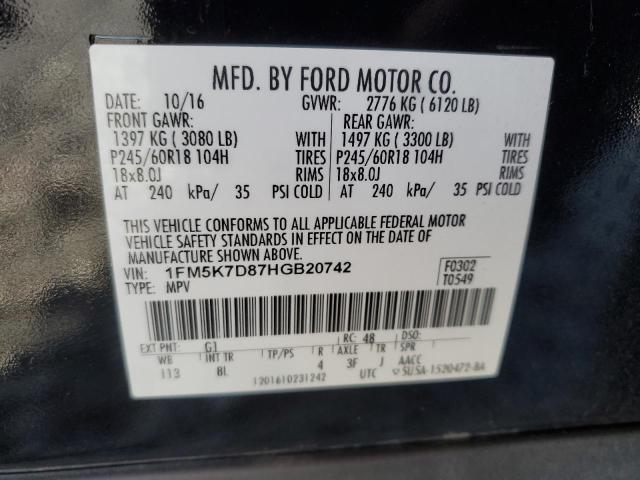 MFD. BY FORD MOTOR CO.
DATE: 10/16 GVWR: 2776 KG ( 6120 LB)
FRONT GAWR: REAR GAWR:
1397 KG ( 3080 LB) WITH 1497 KG ( 3300 LB) WITH
P245/60R18 104H TIRES P245/60R18 104H TIRES
18x8.0J RIMS 18x8.0J RIMS
AT 240 kPa/ 35 PSI COLD AT 240 kPa/ 35 PSI COLD
THIS VEHICLE CONFORMS TO ALL APPLICABLE FEDERAL MOTOR
VEHICLE SAFETY STANDARDS IN EFFECT ON THE DATE OF
MANUFACTURE SHOWN ABOVE.
VIN: 1FM5K7D87HGB20742 F0302
TYPE: MPV T0549
EXT PNT: G1 RC: 48 DSO:
WB INT TR TP/PS R AXLE TR SPR
113 BL 4 3F J AACC
1201610231242 UTC 5U5A-1520472-BA